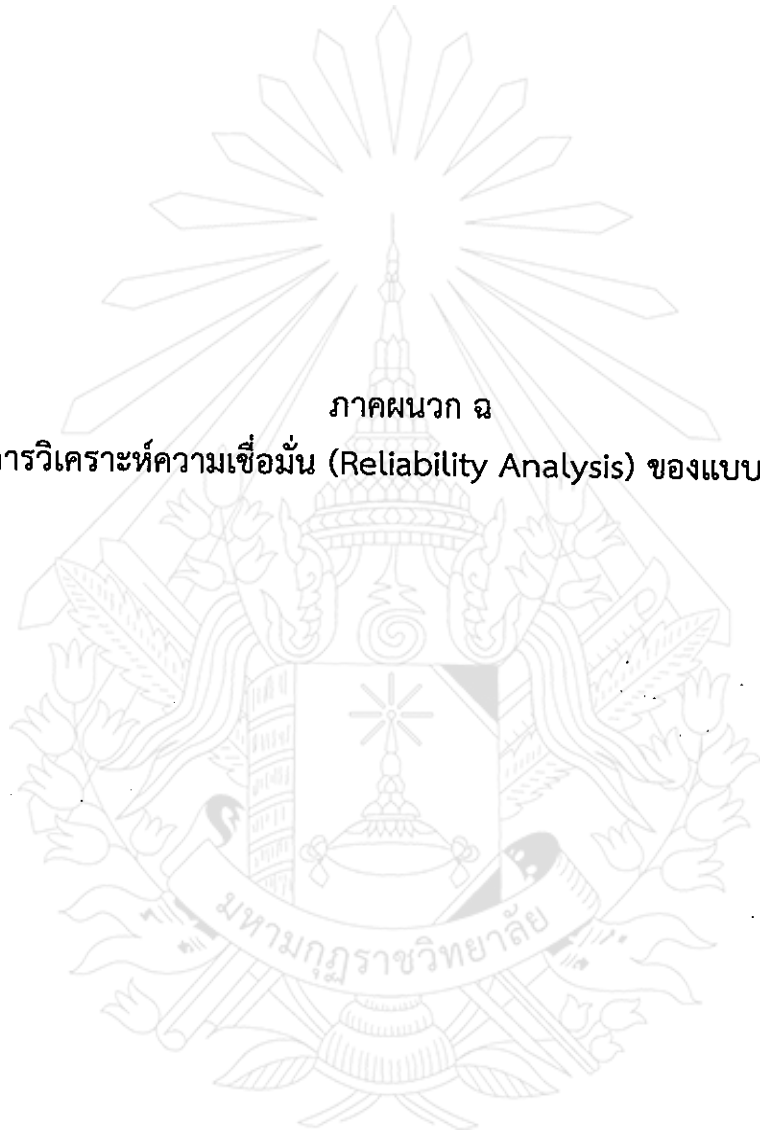 ภาคผนวก ฉ
การวิเคราะห์ความเชื่อมั่น (Reliability Analysis) ของแบบ
มหามกุฏราชวิทยาลัย